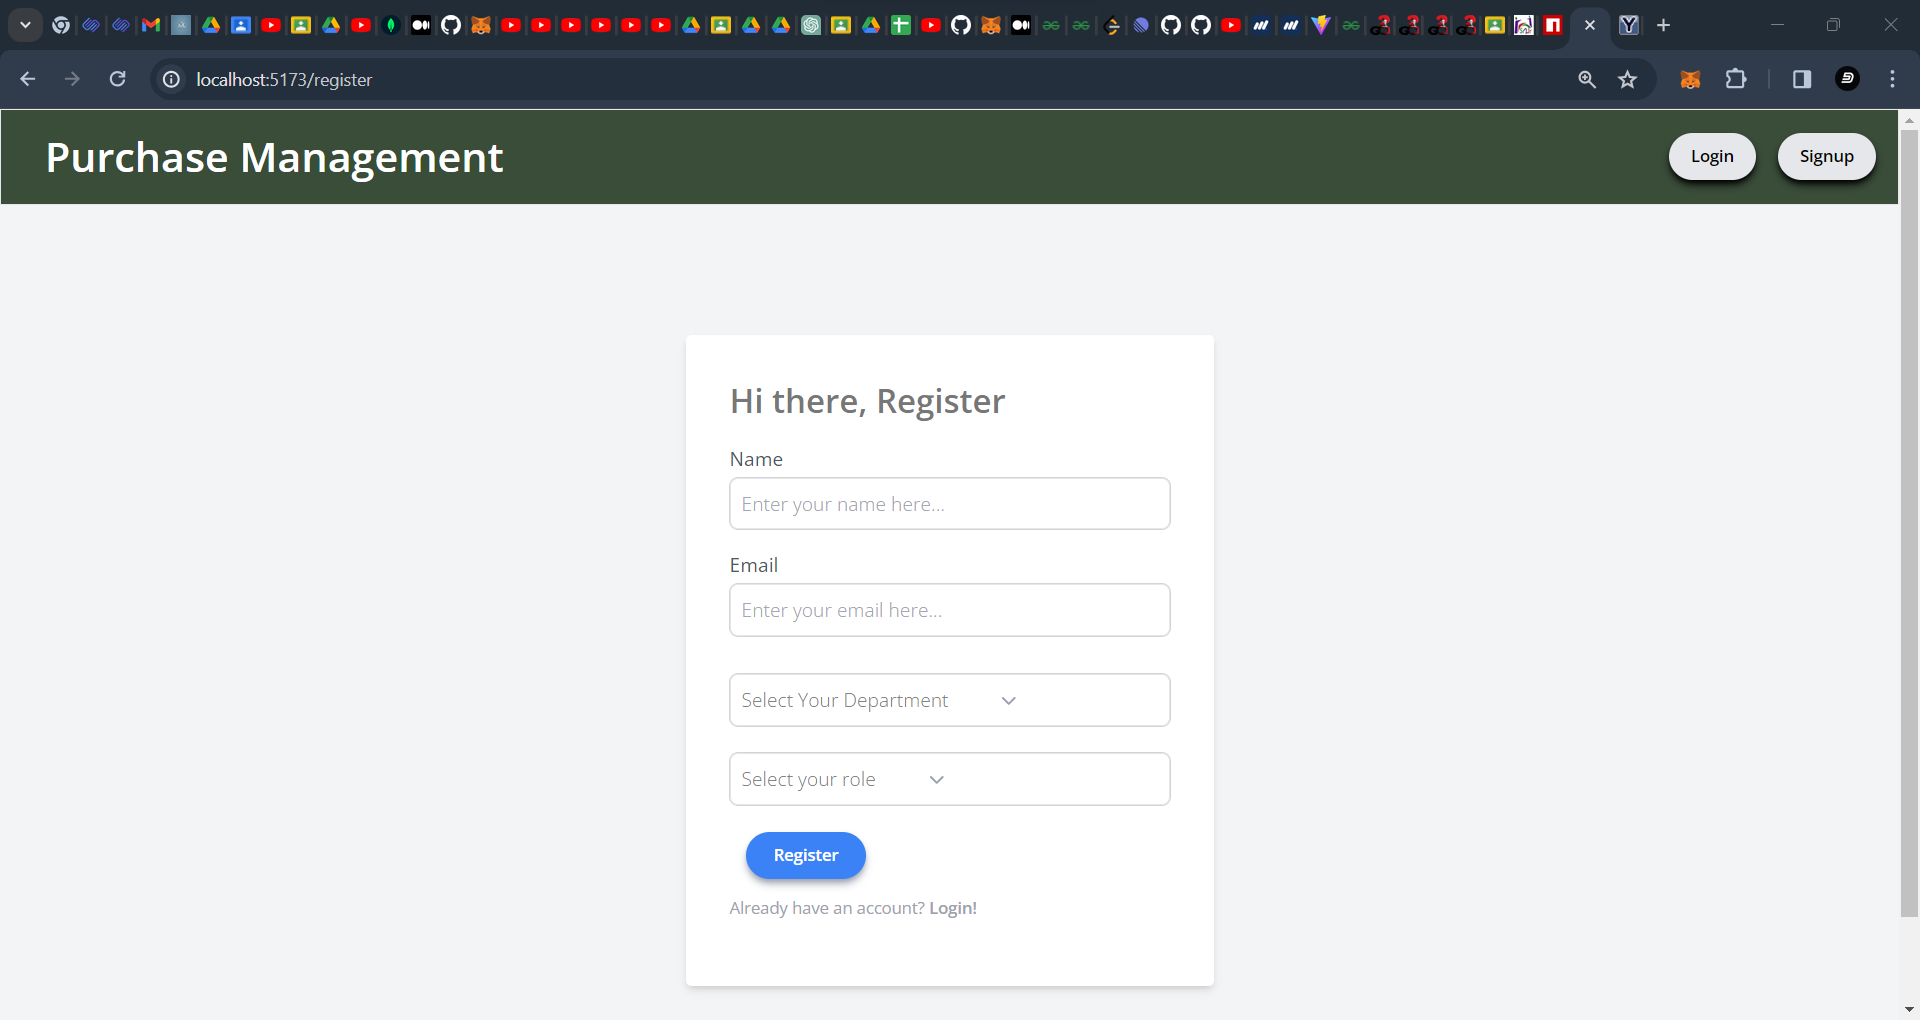 localhost:5173/register
Purchase Management
Login
Signup
Hi there, Register
Name
Enter your name here...
Email
Enter your email here...
Select Your Department
Select your role
Register
Already have an account? Login!